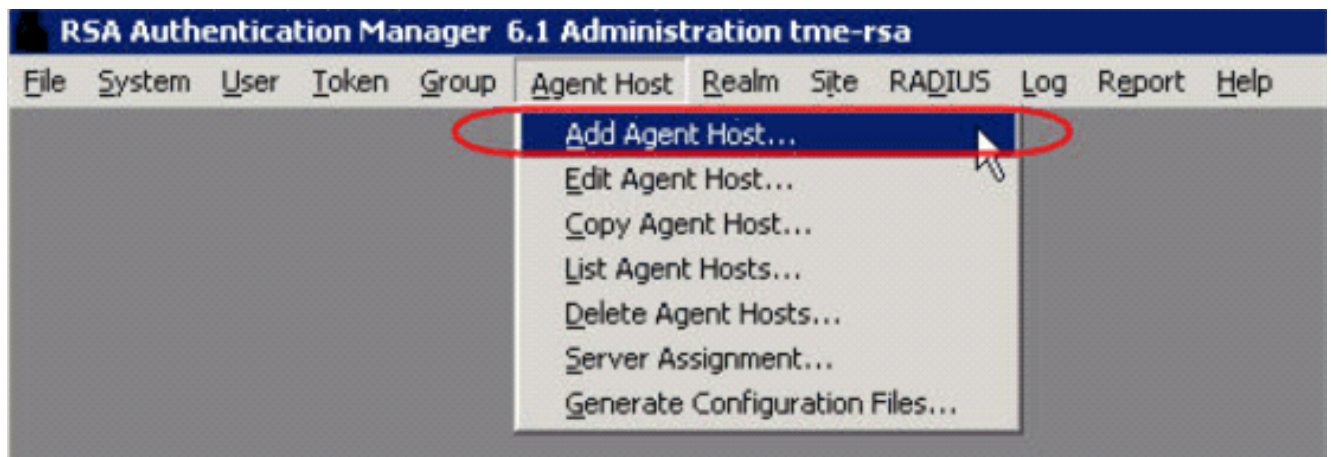 RSA Authentication Manager 6.1 Administration tme-rsa
File System User Token Group Agent Host Realm Site RADIUS Log Report Help
Add Agent Host...
Edit Agent Host...
Copy Agent Host...
List Agent Hosts...
Delete Agent Hosts...
Server Assignment...
Generate Configuration Files...